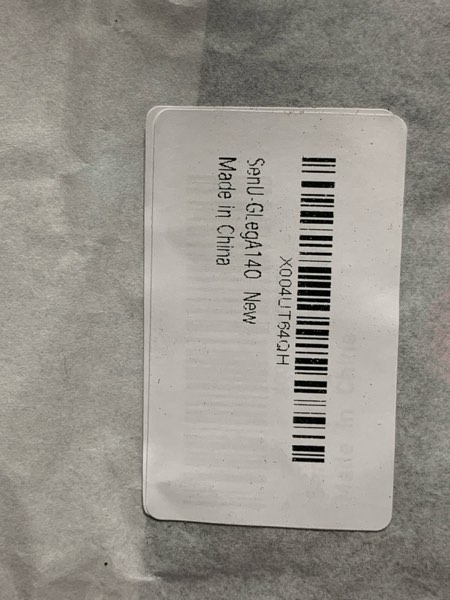 X004UT64QH
SenU-GLegA140 New
Made in China